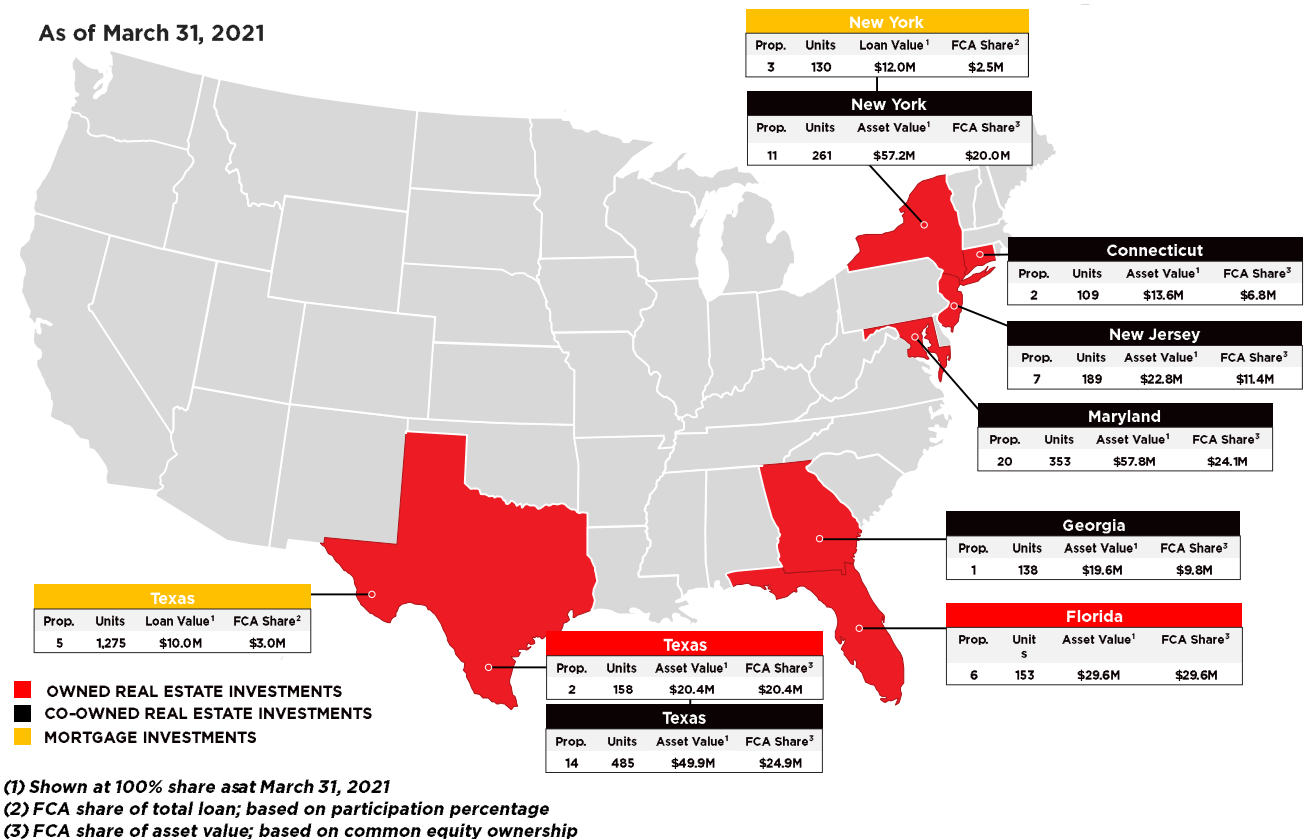 As of March 31, 2021
New York
Prop. Units Loan Value¹ FCA Share²
3 130 $12.0M $2.5M
New York
Prop. Units Asset Value¹ FCA Share³
11 261 $57.2M $20.0M
Connecticut
Prop. Units Asset Value¹ FCA Share³
2 109 $13.6M $6.8M
New Jersey
Prop. Units Asset Value¹ FCA Share³
7 189 $22.8M $11.4M
Maryland
Prop. Units Asset Value¹ FCA Share³
20 353 $57.8M $24.1M
Georgia
Prop. Units Asset Value¹ FCA Share³
1 138 $19.6M $9.8M
Florida
Prop. Unit Asset Value¹ FCA Share³
s
6 153 $29.6M $29.6M
Texas
Prop. Units Loan Value¹ FCA Share²
5 1,275 $10.0M $3.0M
Texas
Prop. Units Asset Value¹ FCA Share³
2 158 $20.4M $20.4M
Texas
Prop. Units Asset Value¹ FCA Share³
14 485 $49.9M $24.9M
OWNED REAL ESTATE INVESTMENTS
CO-OWNED REAL ESTATE INVESTMENTS
MORTGAGE INVESTMENTS
(1) Shown at 100% share asat March 31, 2021
(2) FCA share of total loan; based on participation percentage
(3) FCA share of asset value; based on common equity ownership